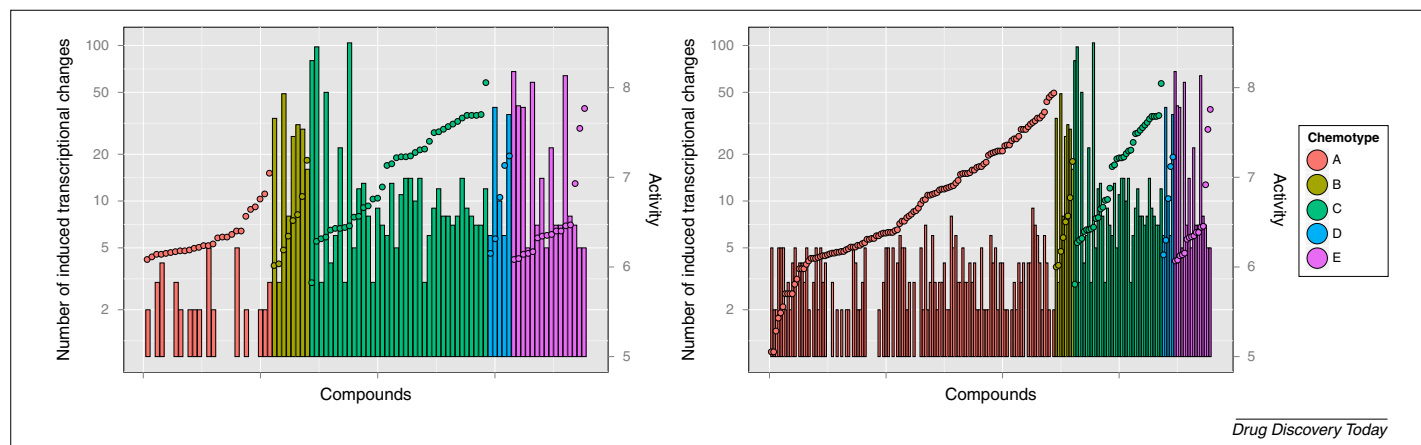 Number of induced transcriptional changes
100
50
20
10
5
2
8
7
6
5
Activity
Compounds
Number of induced transcriptional changes
100
50
20
10
5
2
8
7
6
5
Activity
Compounds
Chemotype
A
B
C
D
E
Drug Discovery Today